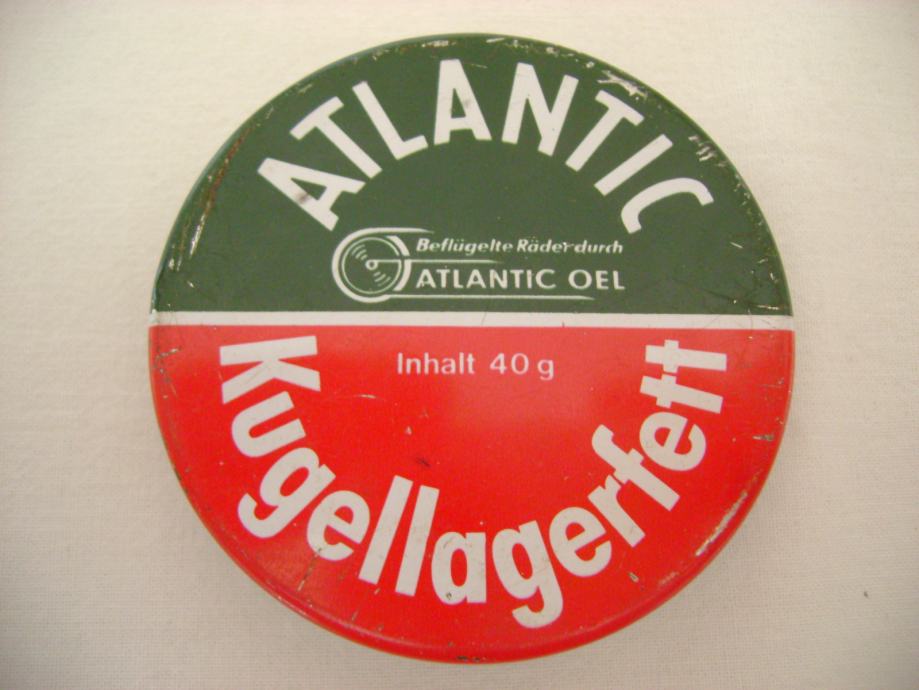 ATLANTIC
Beflügelte Räder durch
ATLANTIC OEL
Inhalt 40 g
Kugellagerfett